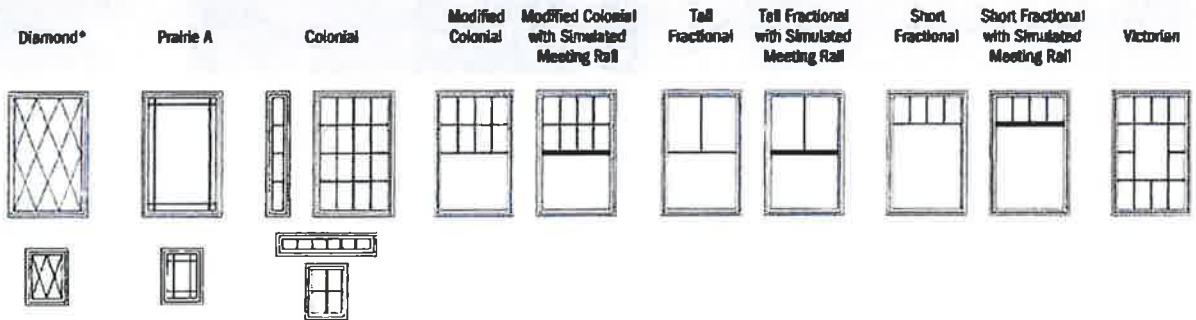 Diamond*
Prairie A
Colonial
Modified
Colonial
Modified Colonial
with Simulated
Meeting Rail
Tall
Fractional
Tall Fractional
with Simulated
Meeting Rail
Short
Fractional
Short Fractional
with Simulated
Meeting Rail
Victorian